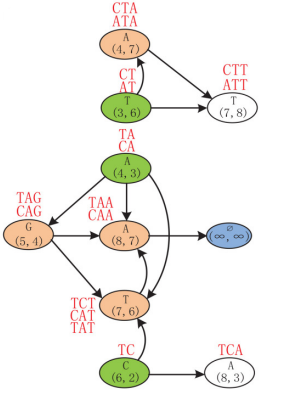 CTA
ATA
A
(4,7)
CT
AT
T
(3,6)
CTT
ATT
T
(7,8)
TA
CA
A
(4,3)
TAG
CAG
G
(5,4)
TAA
CAA
A
(8,7)
∅
(∞,∞)
TCT
CAT
TAT
T
(7,6)
TC
C
(6,2)
TCA
A
(8,3)